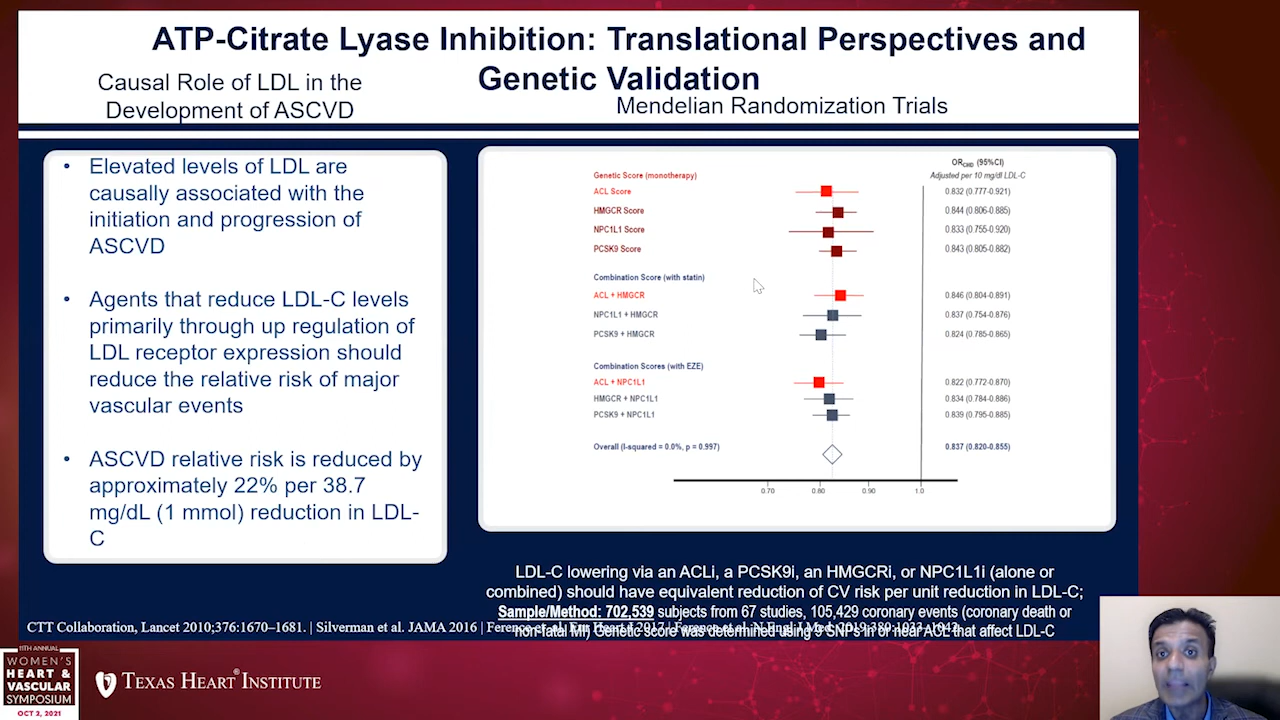 ATP-Citrate Lyase Inhibition: Translational Perspectives and
Genetic Validation
Causal Role of LDL in the
Development of ASCVD
Mendelian Randomization Trials
• Elevated levels of LDL are
causally associated with the
initiation and progression of
ASCVD
• Agents that reduce LDL-C levels
primarily through up regulation of
LDL receptor expression should
reduce the relative risk of major
vascular events
• ASCVD relative risk is reduced by
approximately 22% per 38.7
mg/dL (1 mmol) reduction in LDL-
C
OR CHD (95%CI)
Genetic Score (monotherapy) Adjusted per 10 mg/dl LDL-C
ACL Score 0.832 (0.777-0.921)
HMGCR Score 0.844 (0.806-0.885)
NPC1L1 Score 0.833 (0.755-0.920)
PCSK9 Score 0.843 (0.805-0.882)
Combination Score (with statin)
ACL + HMGCR 0.846 (0.804-0.891)
NPC1L1 + HMGCR 0.837 (0.754-0.876)
PCSK9 + HMGCR 0.824 (0.785-0.865)
Combination Scores (with EZE)
ACL + NPC1L1 0.822 (0.772-0.870)
HMGCR + NPC1L1 0.834 (0.784-0.886)
PCSK9 + NPC1L1 0.839 (0.795-0.885)
Overall (I-squared = 0.0%, p = 0.997) 0.837 (0.820-0.855)
0.70 0.80 0.90 1.0
LDL-C lowering via an ACLi, a PCSK9i, an HMGCRi, or NPC1L1i (alone or
combined) should have equivalent reduction of CV risk per unit reduction in LDL-C;
Sample/Method: 702,539 subjects from 67 studies, 105,429 coronary events (coronary death or
non-fatal MI) Genetic score was determined using 9 SNPs in or near ACL that affect LDL-C
CTT Collaboration, Lancet 2010;376:1670–1681. | Silverman et al. JAMA 2016 | Ference et al. Eur Heart J 2017 | Ference et al. N Engl J Med. 2019;380:1033-1042
11TH ANNUAL
WOMEN'S
HEART &
VASCULAR
SYMPOSIUM
OCT 2, 2021
TEXAS HEART® INSTITUTE